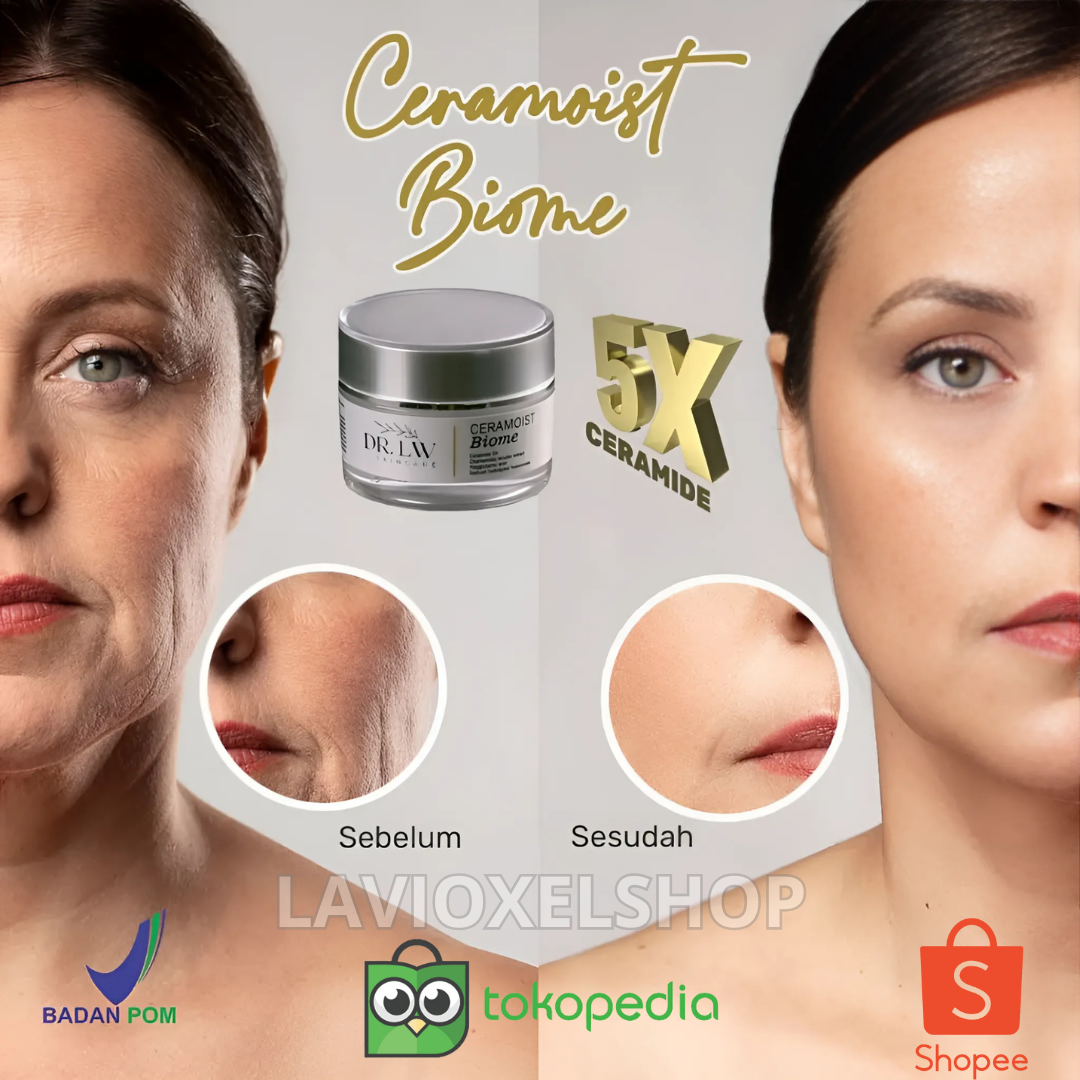 Ceramoist
Biome
5X
CERAMIDE
DR. LW
SKINCARE
CERAMOIST
Biome
Sebelum
Sesudah
LAVIOXELSHOP
BADAN POM
tokopedia
S
Shopee